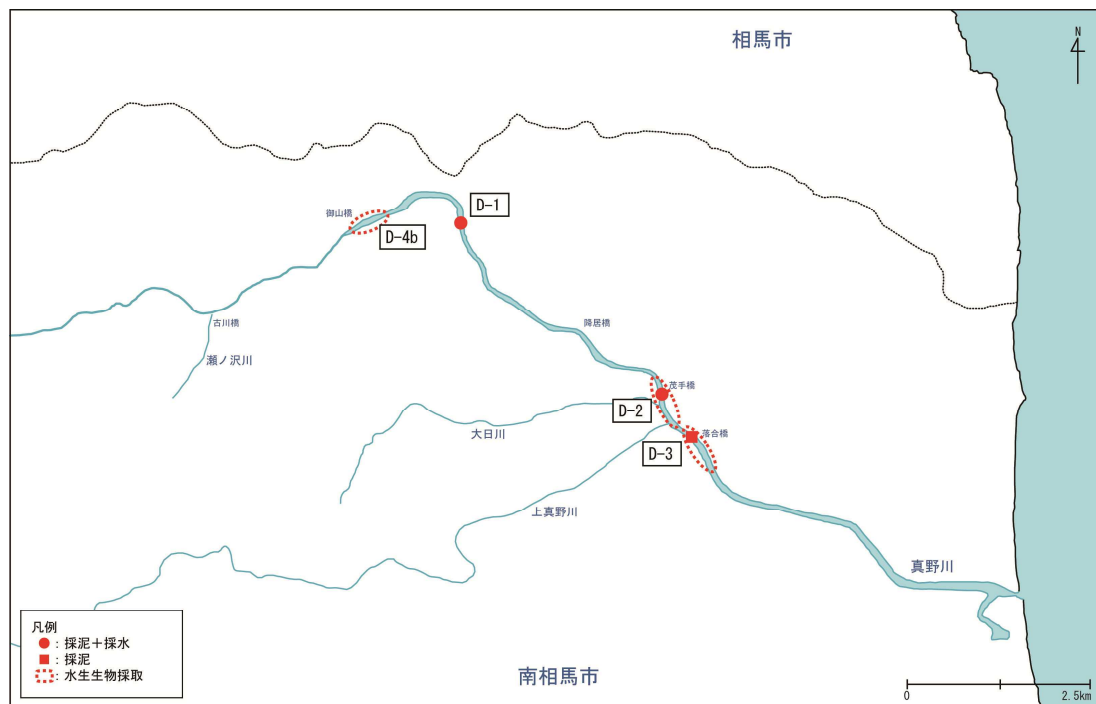 相馬市
N
D-1
御山橋
D-4b
古川橋
降居橋
瀬ノ沢川
茂手橋
D-2
大日川
落合橋
D-3
上真野川
真野川
凡例
：採泥＋採水
：採泥
：水生生物採取
南相馬市
0
2.5km